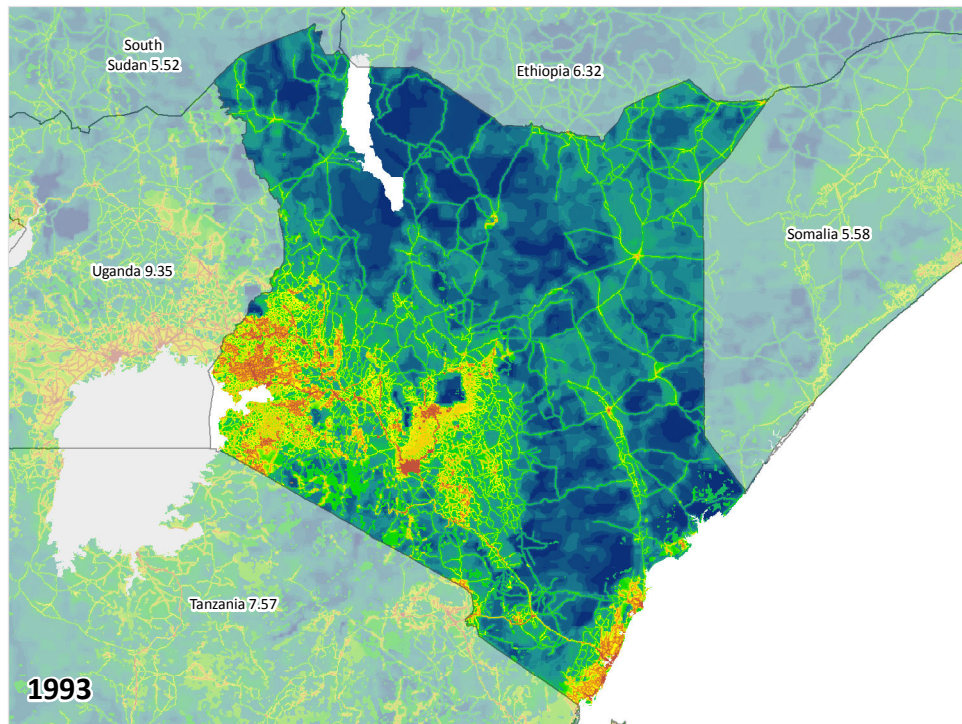 South
Sudan 5.52
Ethiopia 6.32
Somalia 5.58
Uganda 9.35
Tanzania 7.57
1993